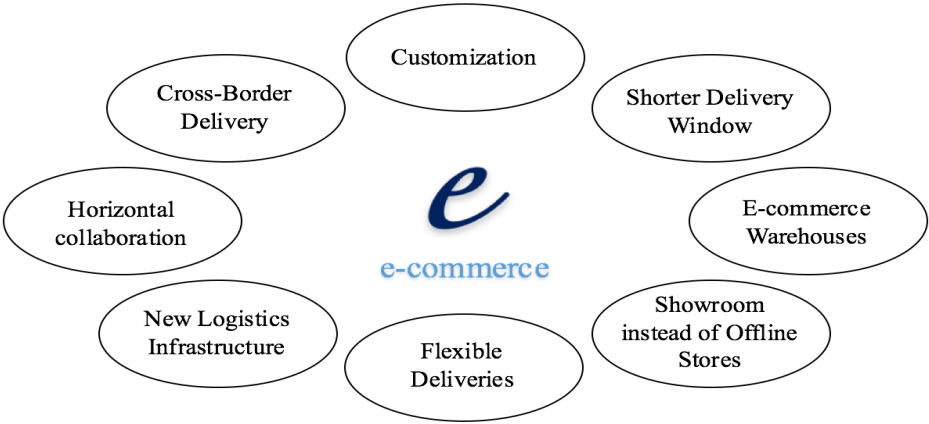 Customization
Cross-Border
Delivery
Shorter Delivery
Window
Horizontal
collaboration
e
e-commerce
E-commerce
Warehouses
New Logistics
Infrastructure
Flexible
Deliveries
Showroom
instead of Offline
Stores